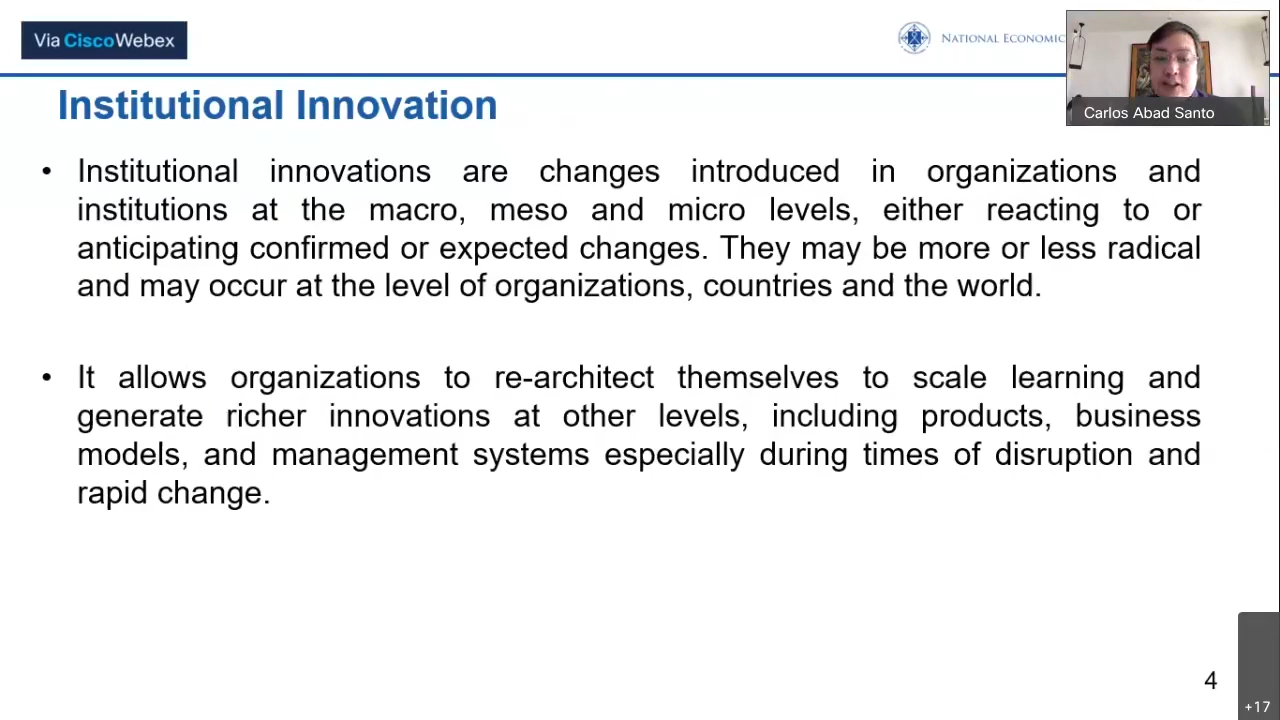 Via CiscoWebex
NATIONAL ECONOMIC
Carlos Abad Santo
Institutional Innovation
• Institutional innovations are changes introduced in organizations and
institutions at the macro, meso and micro levels, either reacting to or
anticipating confirmed or expected changes. They may be more or less radical
and may occur at the level of organizations, countries and the world.
• It allows organizations to re-architect themselves to scale learning and
generate richer innovations at other levels, including products, business
models, and management systems especially during times of disruption and
rapid change.
4
+17